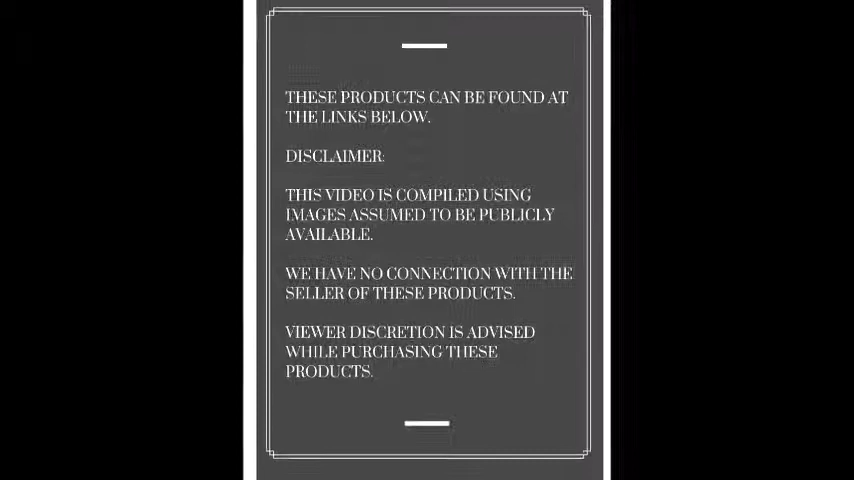 THESE PRODUCTS CAN BE FOUND AT
THE LINKS BELOW.
DISCLAIMER:
THIS VIDEO IS COMPILED USING
IMAGES ASSUMED TO BE PUBLICLY
AVAILABLE.
WE HAVE NO CONNECTION WITH THE
SELLER OF THESE PRODUCTS.
VIEWER DISCRETION IS ADVISED
WHILE PURCHASING THESE
PRODUCTS.